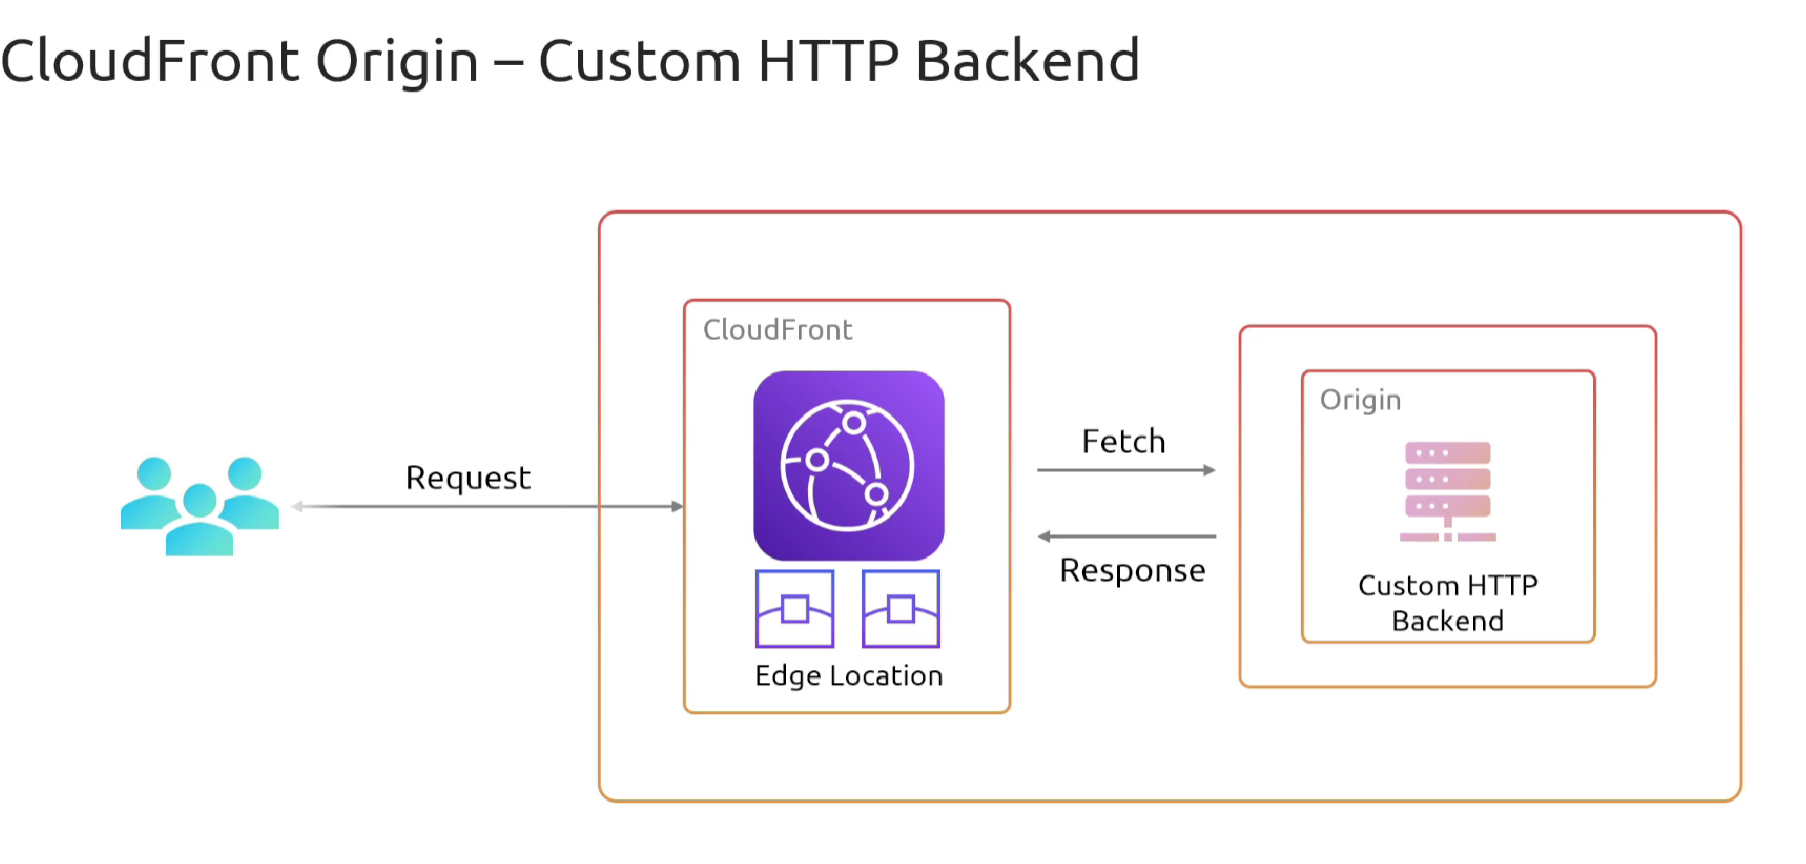 CloudFront Origin – Custom HTTP Backend
CloudFront
Origin
Request
Fetch
Response
Custom HTTP
Backend
Edge Location